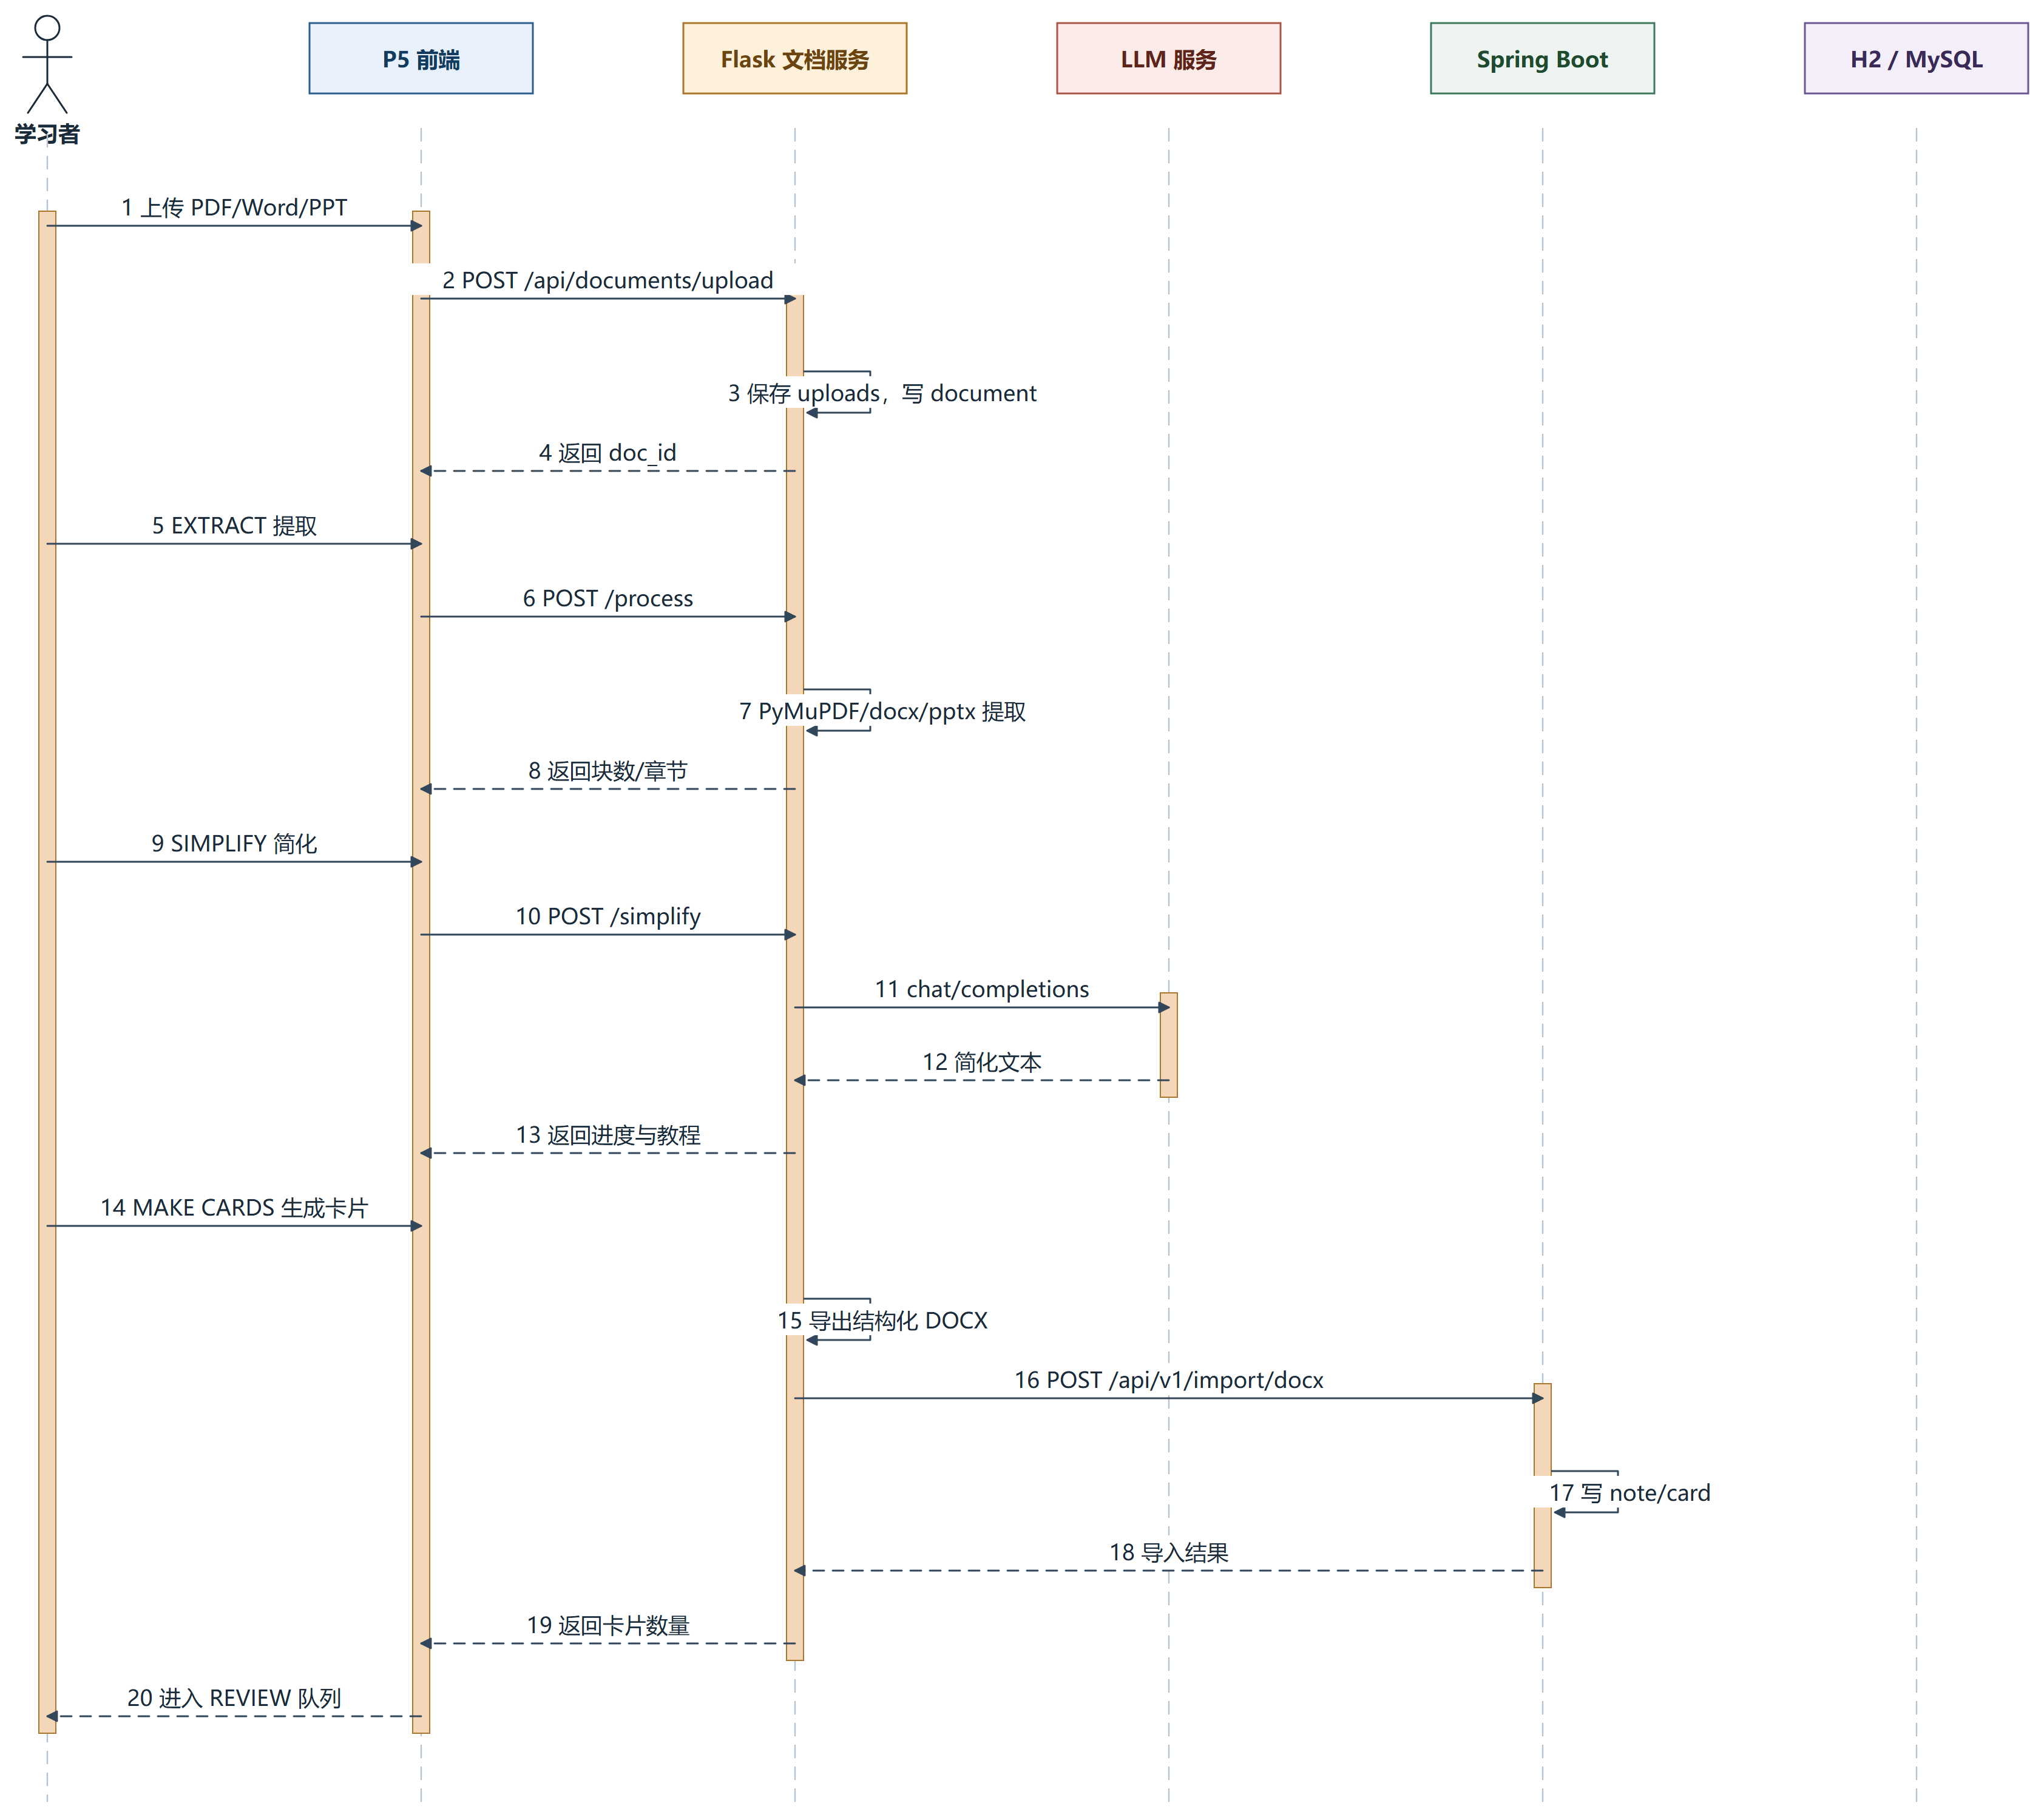 P5 前端
Flask 文档服务
LLM 服务
Spring Boot
H2 / MySQL
学习者
1 上传 PDF/Word/PPT
2 POST /api/documents/upload
3 保存 uploads，写 document
4 返回 doc_id
5 EXTRACT 提取
6 POST /process
7 PyMuPDF/docx/pptx 提取
8 返回块数/章节
9 SIMPLIFY 简化
10 POST /simplify
11 chat/completions
12 简化文本
13 返回进度与教程
14 MAKE CARDS 生成卡片
15 导出结构化 DOCX
16 POST /api/v1/import/docx
17 写 note/card
18 导入结果
19 返回卡片数量
20 进入 REVIEW 队列